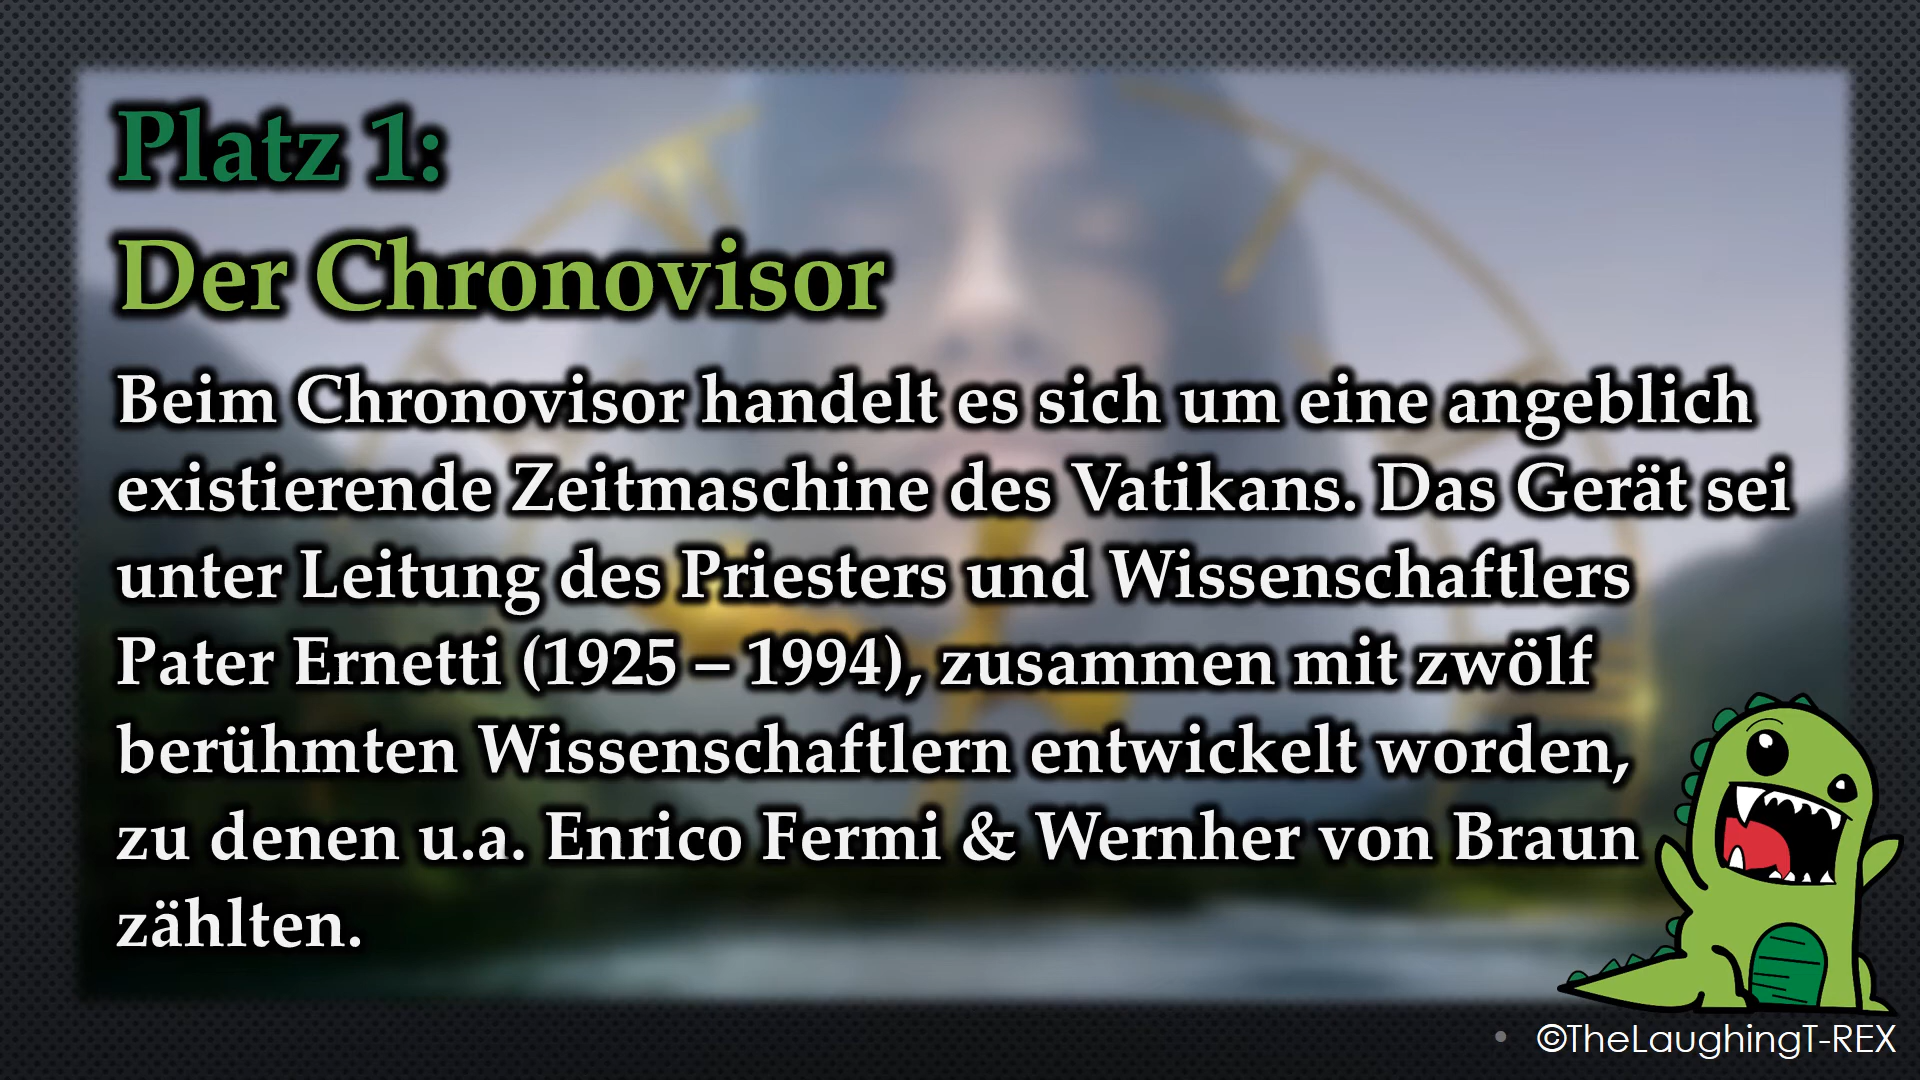 Platz 1:
Der Chronovisor
Beim Chronovisor handelt es sich um eine angeblich
existierende Zeitmaschine des Vatikans. Das Gerät sei
unter Leitung des Priesters und Wissenschaftlers
Pater Ernetti (1925 – 1994), zusammen mit zwölf
berühmten Wissenschaftlern entwickelt worden,
zu denen u.a. Enrico Fermi & Wernher von Braun
zählten.
• ©TheLaughingT-REX